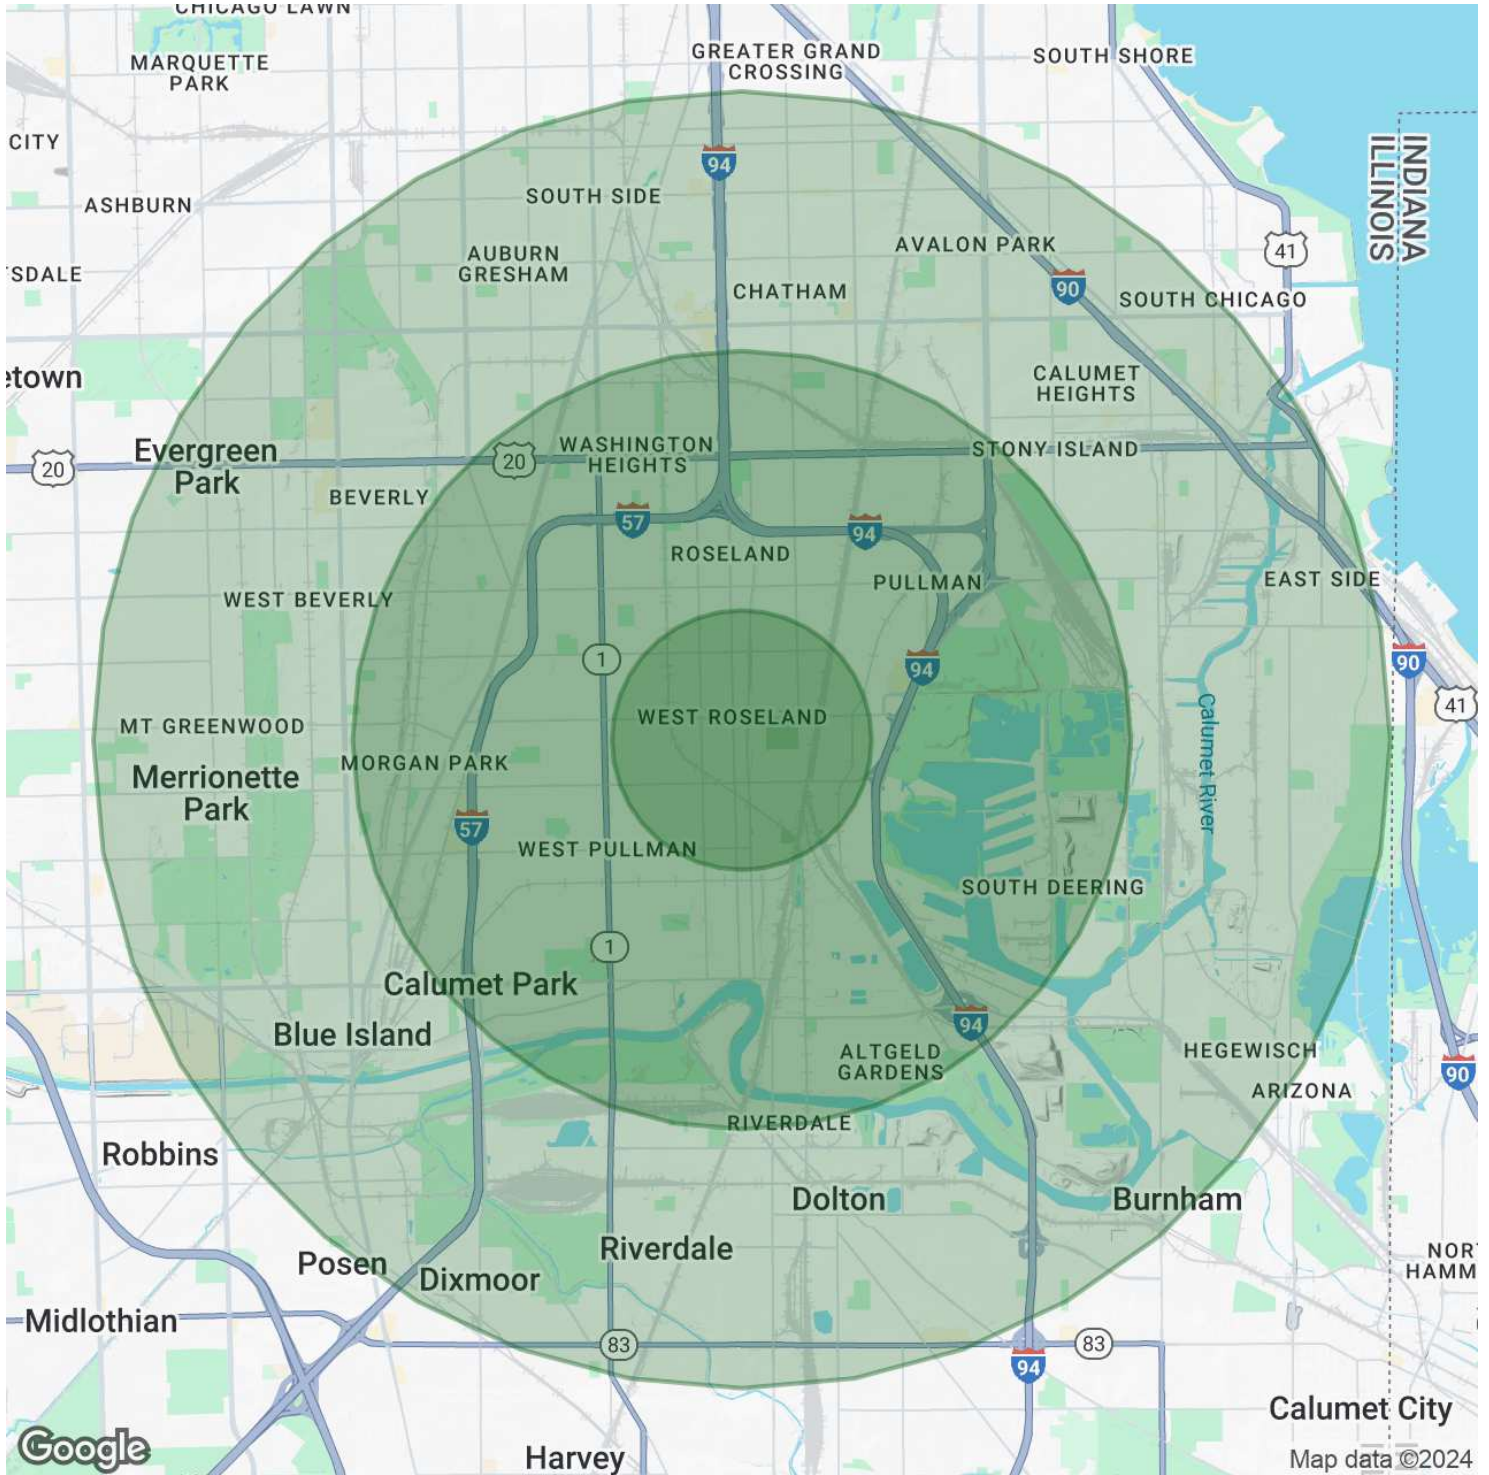 CHICAGO LAWN
MARQUETTE
PARK
GREATER GRAND
CROSSING
SOUTH SHORE
CITY
94
INDIANA
ILLINOIS
ASHBURN
SOUTH SIDE
AVALON PARK
41
AUBURN
GRESHAM
TSDALE
90
CHATHAM
SOUTH CHICAGO
etown
CALUMET
HEIGHTS
Evergreen
Park
20
20
WASHINGTON
HEIGHTS
STONY ISLAND
BEVERLY
57
94
ROSELAND
PULLMAN
EAST SIDE
WEST BEVERLY
1
94
90
41
WEST ROSELAND
MT GREENWOOD
Calumet River
MORGAN PARK
Merrionette
Park
57
WEST PULLMAN
SOUTH DEERING
1
Calumet Park
94
Blue Island
ALTGELD
GARDENS
HEGEWISCH
90
ARIZONA
RIVERDALE
Robbins
Dolton
Burnham
Riverdale
Posen
Dixmoor
NOR
HAMM
Midlothian
83
83
94
Calumet City
Google
Harvey
Map data ©2024